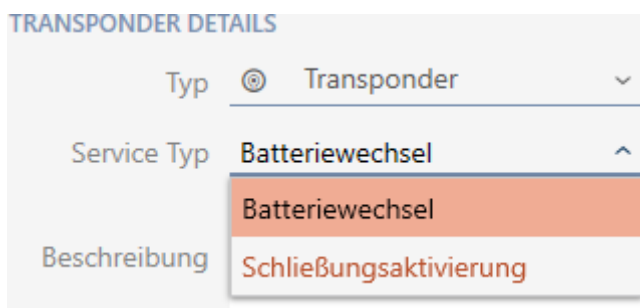 TRANSPONDER DETAILS
Typ Transponder
Service Typ Batteriewechsel
Batteriewechsel
Beschreibung
Schließungsaktivierung